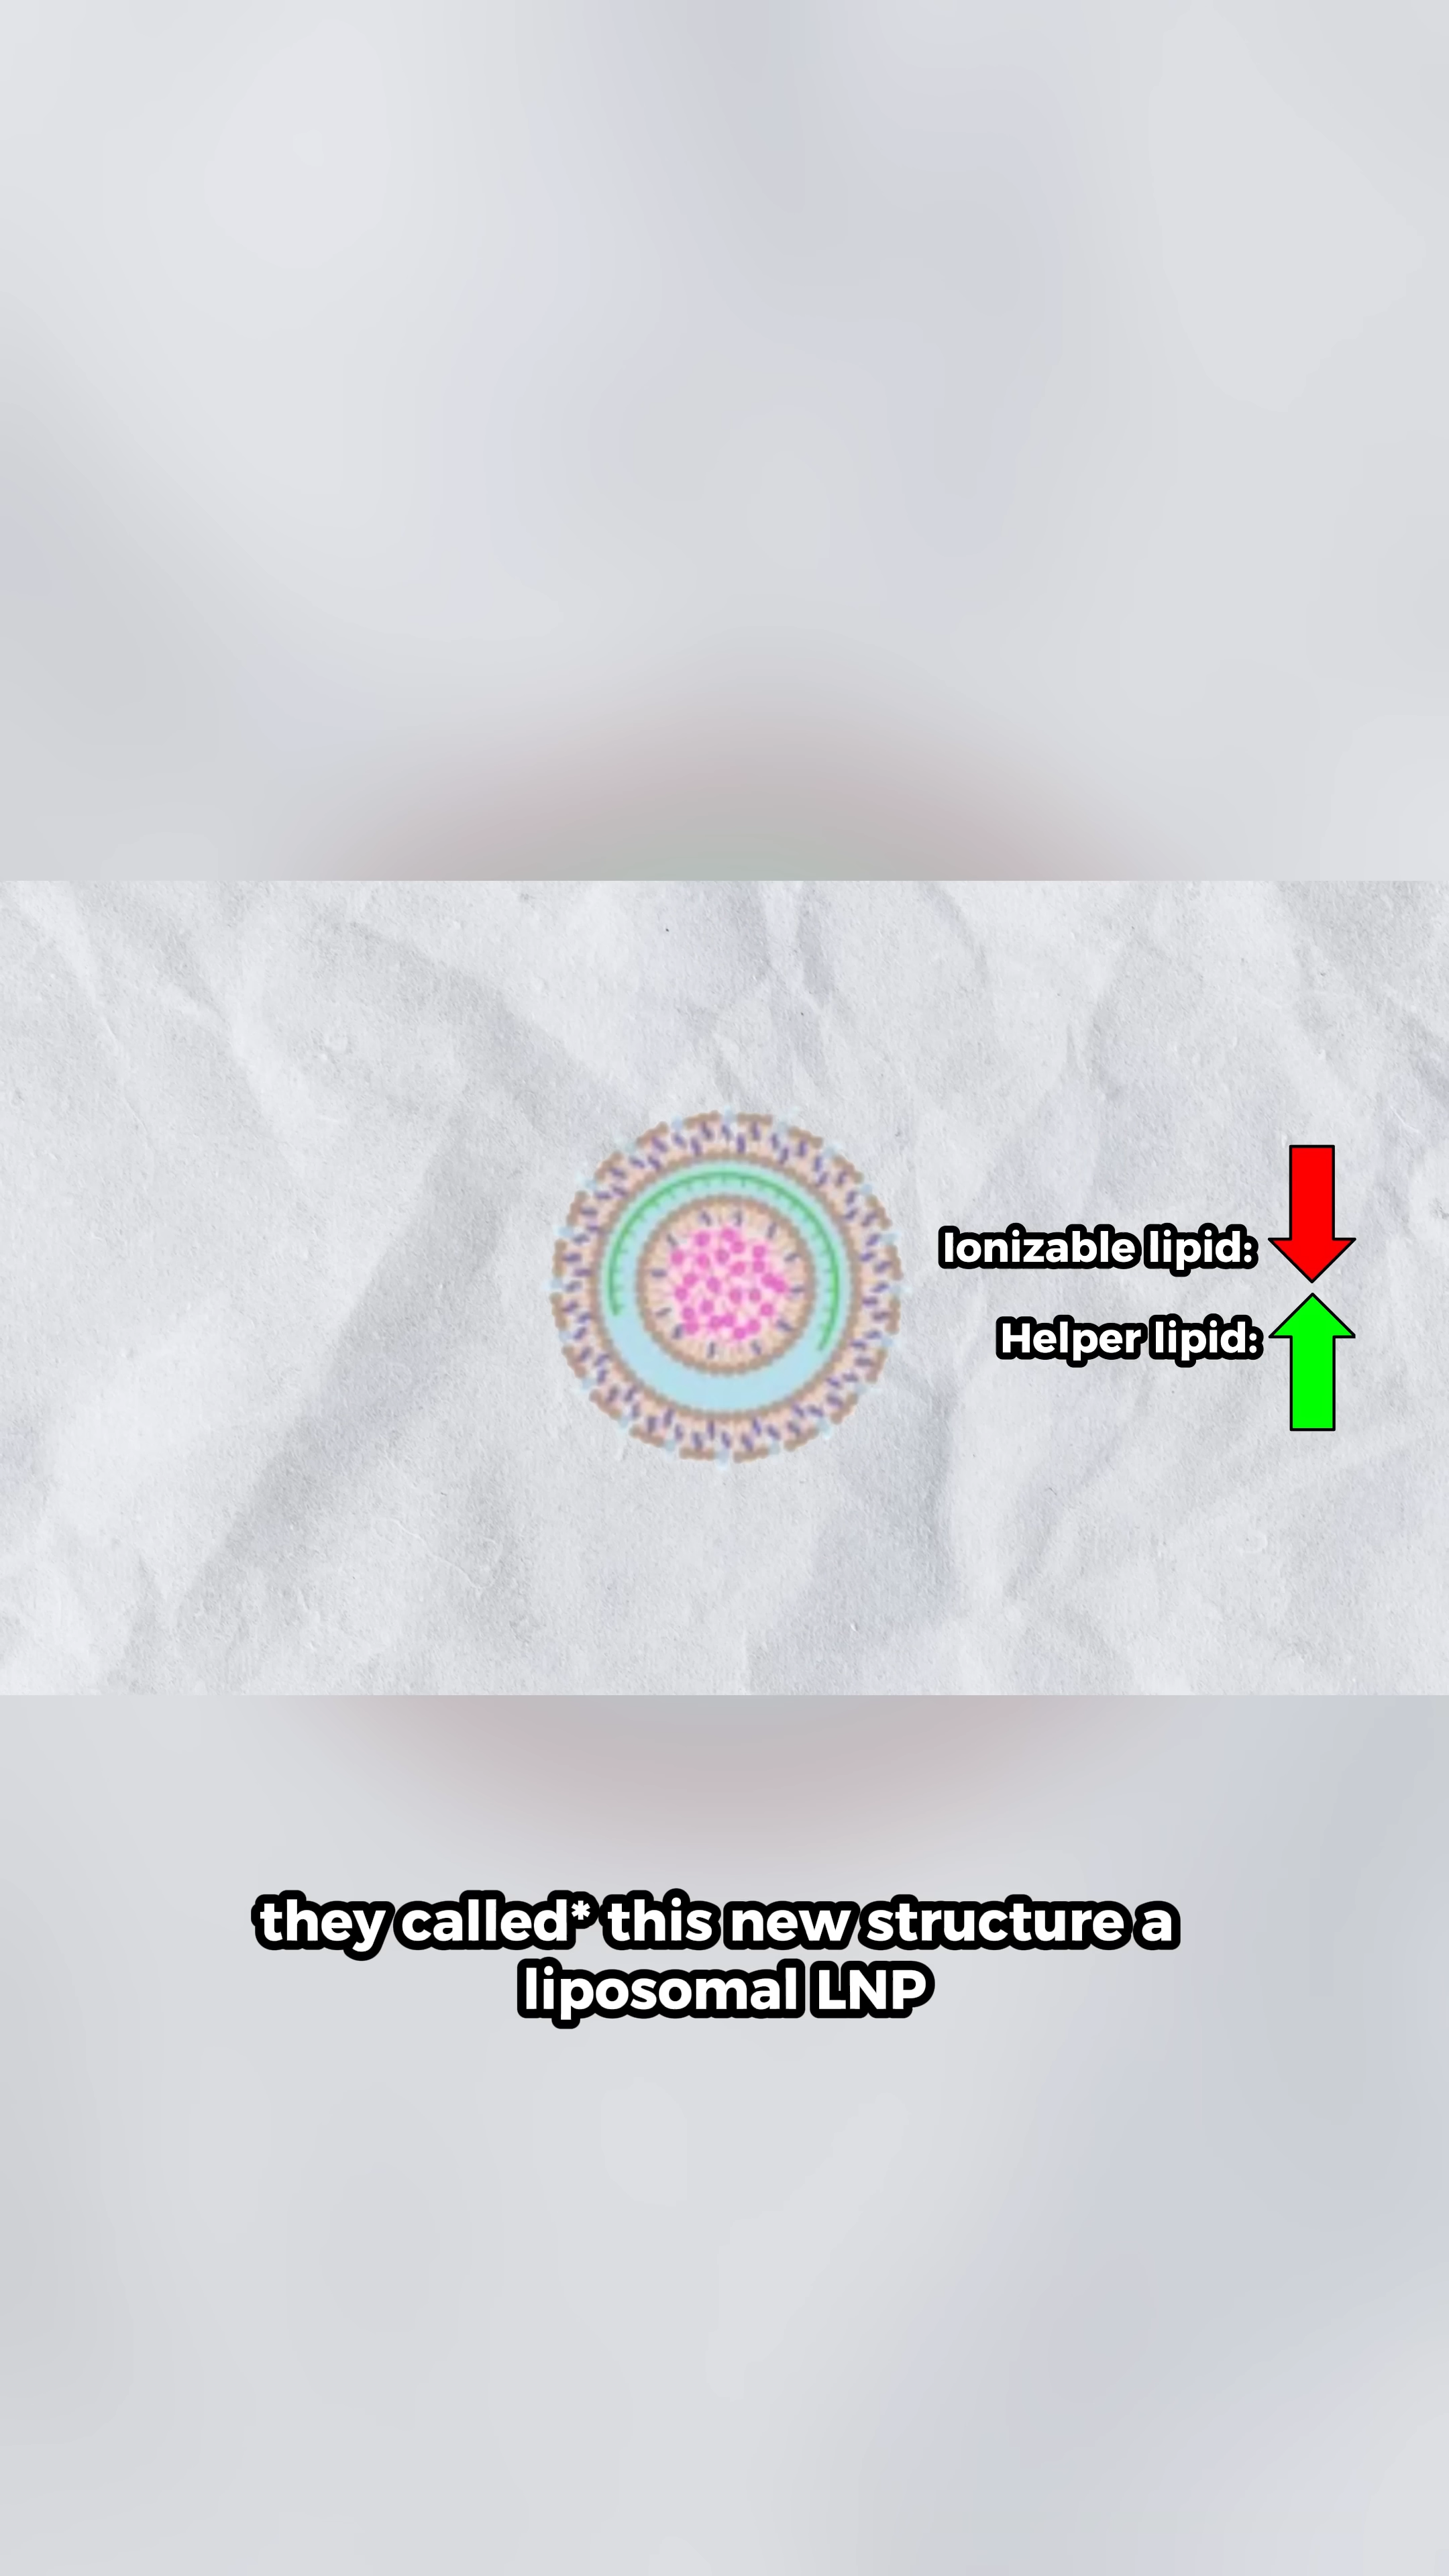 Ionizable lipid:
Helper lipid:
they called* this new structure a
liposomal LNP